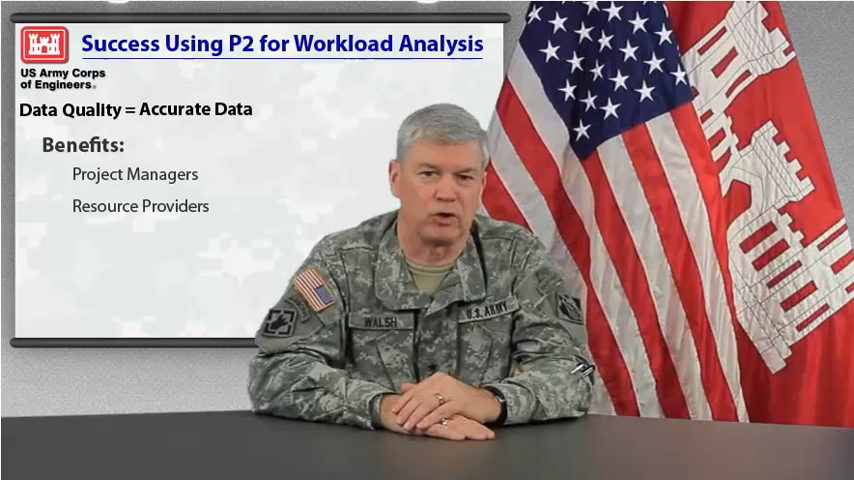 Success Using P2 for Workload Analysis
US Army Corps
of Engineers®
Data Quality = Accurate Data
Benefits:
Project Managers
Resource Providers
WALSH
U.S. ARMY